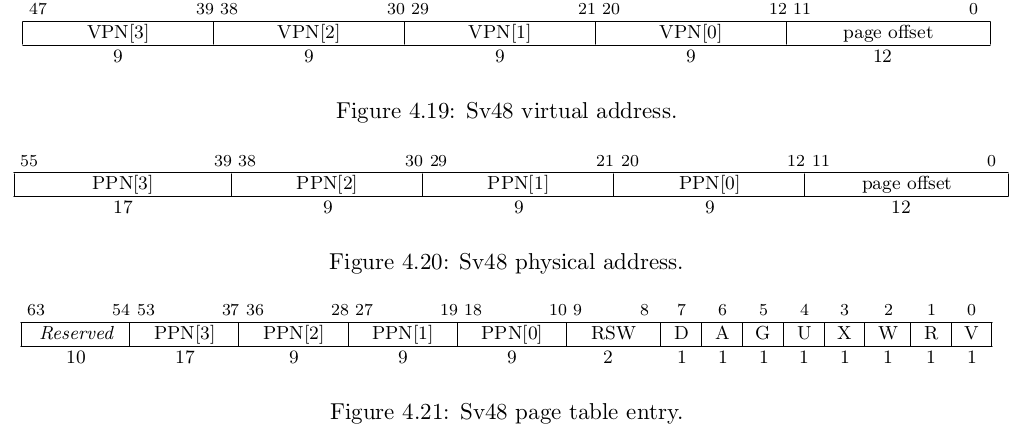 47 39 38 30 29 21 20 12 11 0
VPN[3] VPN[2] VPN[1] VPN[0] page offset
9 9 9 9 12
Figure 4.19: Sv48 virtual address.
55 39 38 30 29 21 20 12 11 0
PPN[3] PPN[2] PPN[1] PPN[0] page offset
17 9 9 9 12
Figure 4.20: Sv48 physical address.
63 54 53 37 36 28 27 19 18 10 9 8 7 6 5 4 3 2 1 0
Reserved PPN[3] PPN[2] PPN[1] PPN[0] RSW D A G U X W R V
10 17 9 9 9 2 1 1 1 1 1 1 1 1
Figure 4.21: Sv48 page table entry.